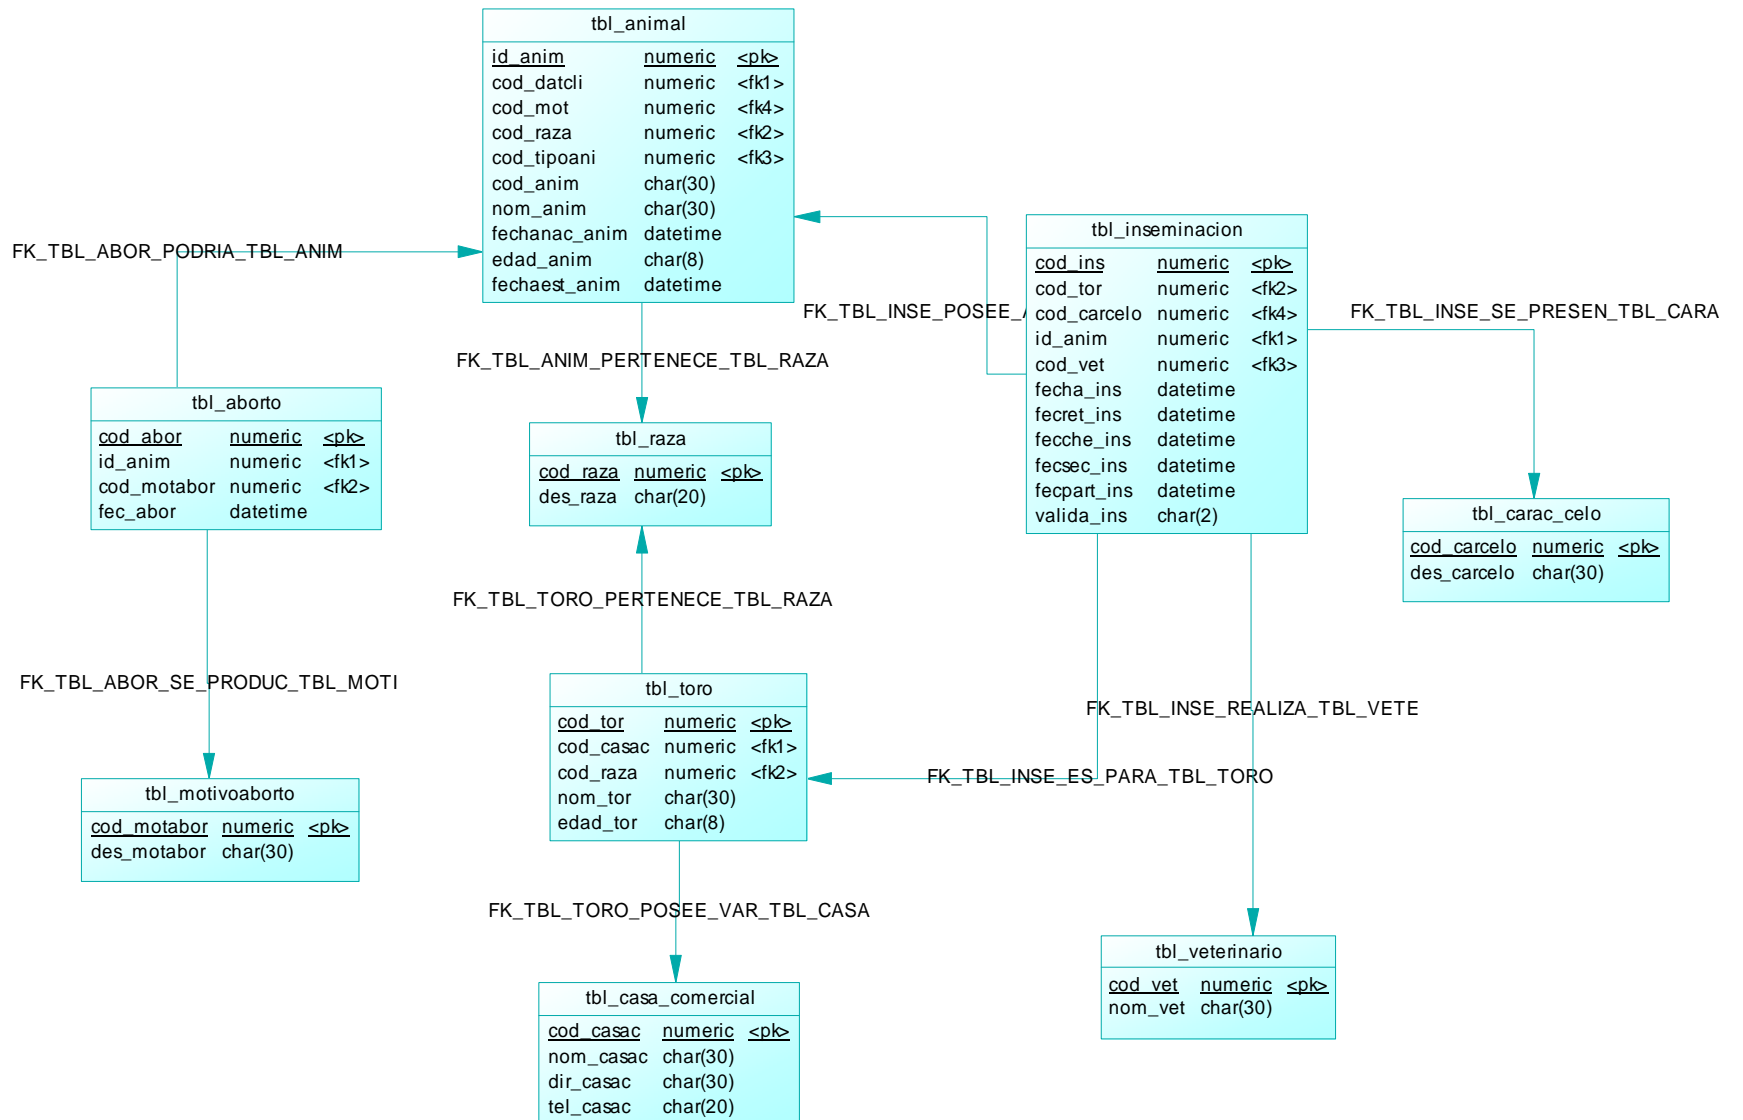 tbl_animal
id_anim numeric <pk>
cod_datcli numeric <fk1>
cod_mot numeric <fk4>
cod_raza numeric <fk2>
cod_tipoani numeric <fk3>
cod_anim char(30)
nom_anim char(30)
fechanac_anim datetime
edad_anim char(8)
fechaest_anim datetime
FK_TBL_ABOR_PODRIA_TBL_ANIM
tbl_inseminacion
cod_ins numeric <pk>
cod_tor numeric <fk2>
cod_carcelo numeric <fk4>
id_anim numeric <fk1>
cod_vet numeric <fk3>
fecha_ins datetime
fecret_ins datetime
fecche_ins datetime
fecsec_ins datetime
fecpart_ins datetime
valida_ins char(2)
FK_TBL_INSE_POSEE_
FK_TBL_INSE_SE_PRESEN_TBL_CARA
FK_TBL_ANIM_PERTENECE_TBL_RAZA
tbl_aborto
cod_abor numeric <pk>
id_anim numeric <fk1>
cod_motabor numeric <fk2>
fec_abor datetime
tbl_raza
cod_raza numeric <pk>
des_raza char(20)
tbl_carac_celo
cod_carcelo numeric <pk>
des_carcelo char(30)
FK_TBL_TORO_PERTENECE_TBL_RAZA
FK_TBL_ABOR_SE_PRODUC_TBL_MOTI
tbl_toro
cod_tor numeric <pk>
cod_casac numeric <fk1>
cod_raza numeric <fk2>
nom_tor char(30)
edad_tor char(8)
FK_TBL_INSE_REALIZA_TBL_VETE
FK_TBL_INSE_ES_PARA_TBL_TORO
tbl_motivoaborto
cod_motabor numeric <pk>
des_motabor char(30)
FK_TBL_TORO_POSEE_VAR_TBL_CASA
tbl_veterinario
cod_vet numeric <pk>
nom_vet char(30)
tbl_casa_comercial
cod_casac numeric <pk>
nom_casac char(30)
dir_casac char(30)
tel_casac char(20)